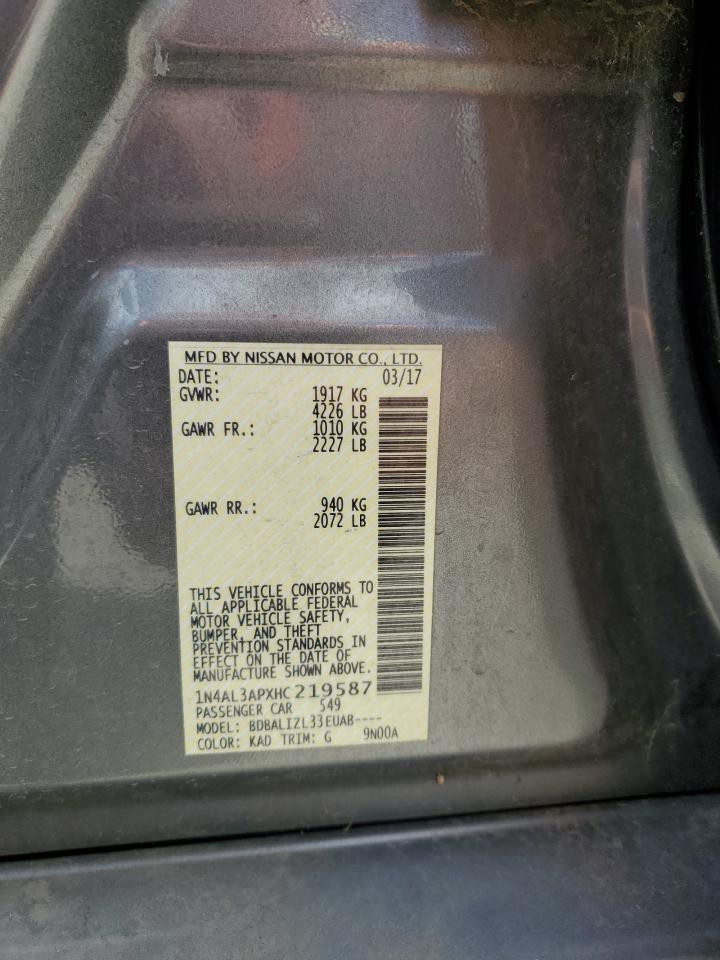 MFD BY NISSAN MOTOR CO., LTD.
DATE: 03/17
GVWR: 1917 KG
4226 LB
GAWR FR.: 1010 KG
2227 LB
GAWR RR.: 940 KG
2072 LB
THIS VEHICLE CONFORMS TO
ALL APPLICABLE FEDERAL
MOTOR VEHICLE SAFETY,
BUMPER, AND THEFT
PREVENTION STANDARDS IN
EFFECT ON THE DATE OF
MANUFACTURE SHOWN ABOVE.
1N4AL3APXHC219587
PASSENGER CAR 549
MODEL: BDBALIZL33EUAB----
COLOR: KAD TRIM: G 9N00A